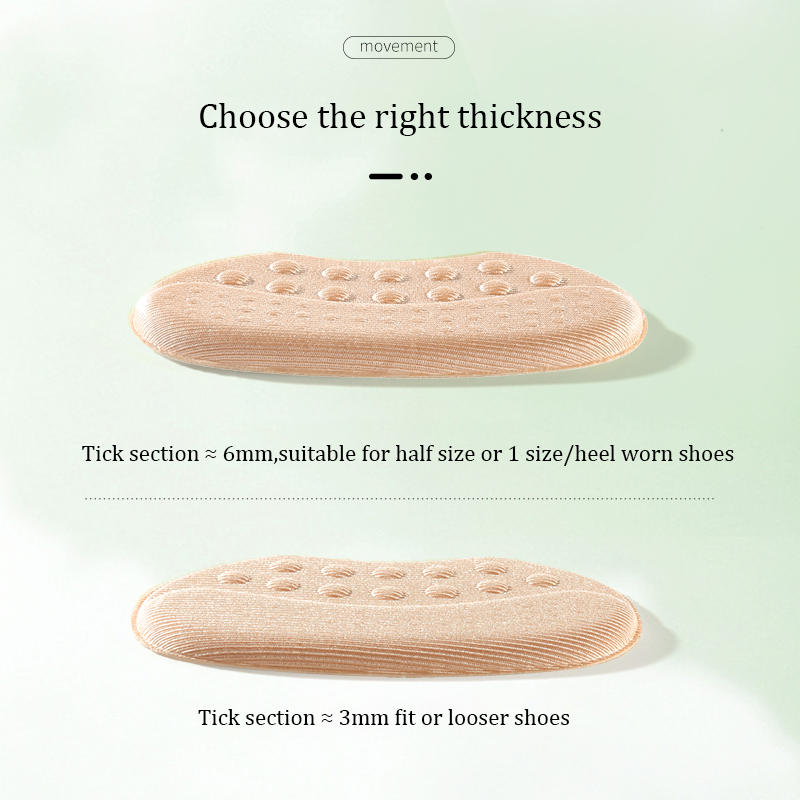 movement
Choose the right thickness
Tick section ≈ 6mm,suitable for half size or 1 size/heel worn shoes
Tick section ≈ 3mm fit or looser shoes